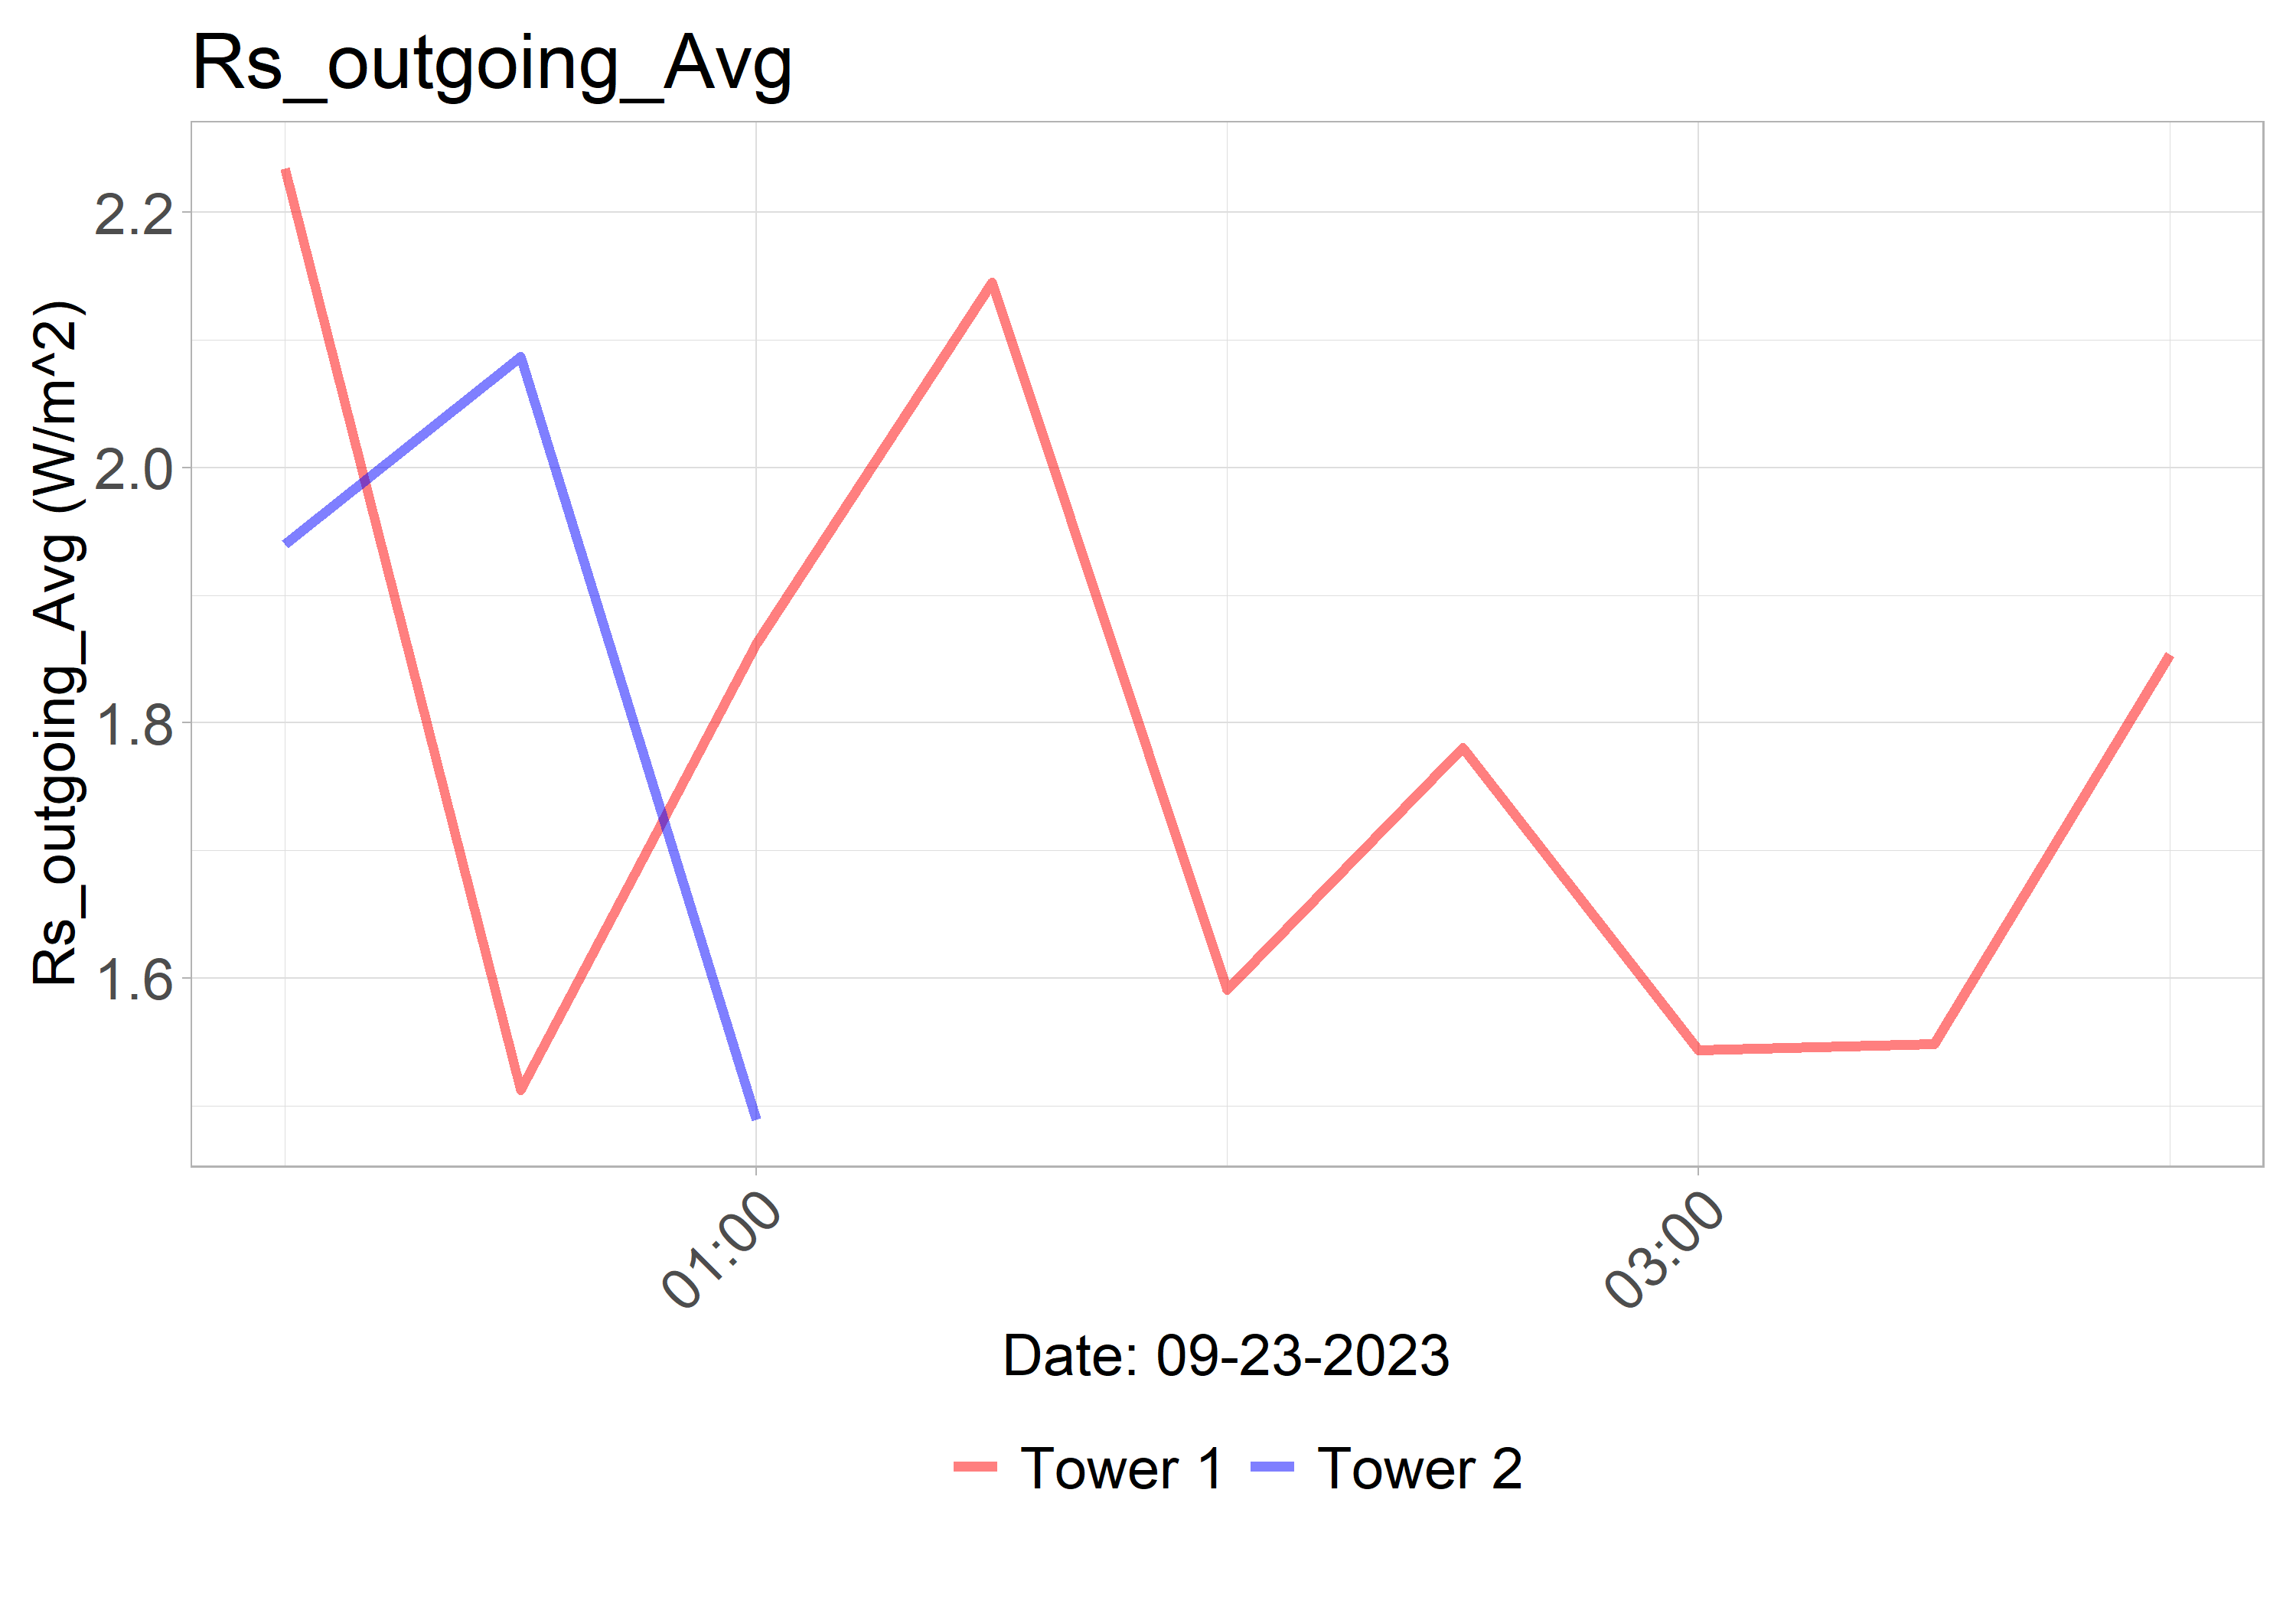 Rs_outgoing_Avg
Rs_outgoing_Avg (W/m^2)
2.2
2.0
1.8
1.6
01:00
03:00
Date: 09-23-2023
Tower 1
Tower 2